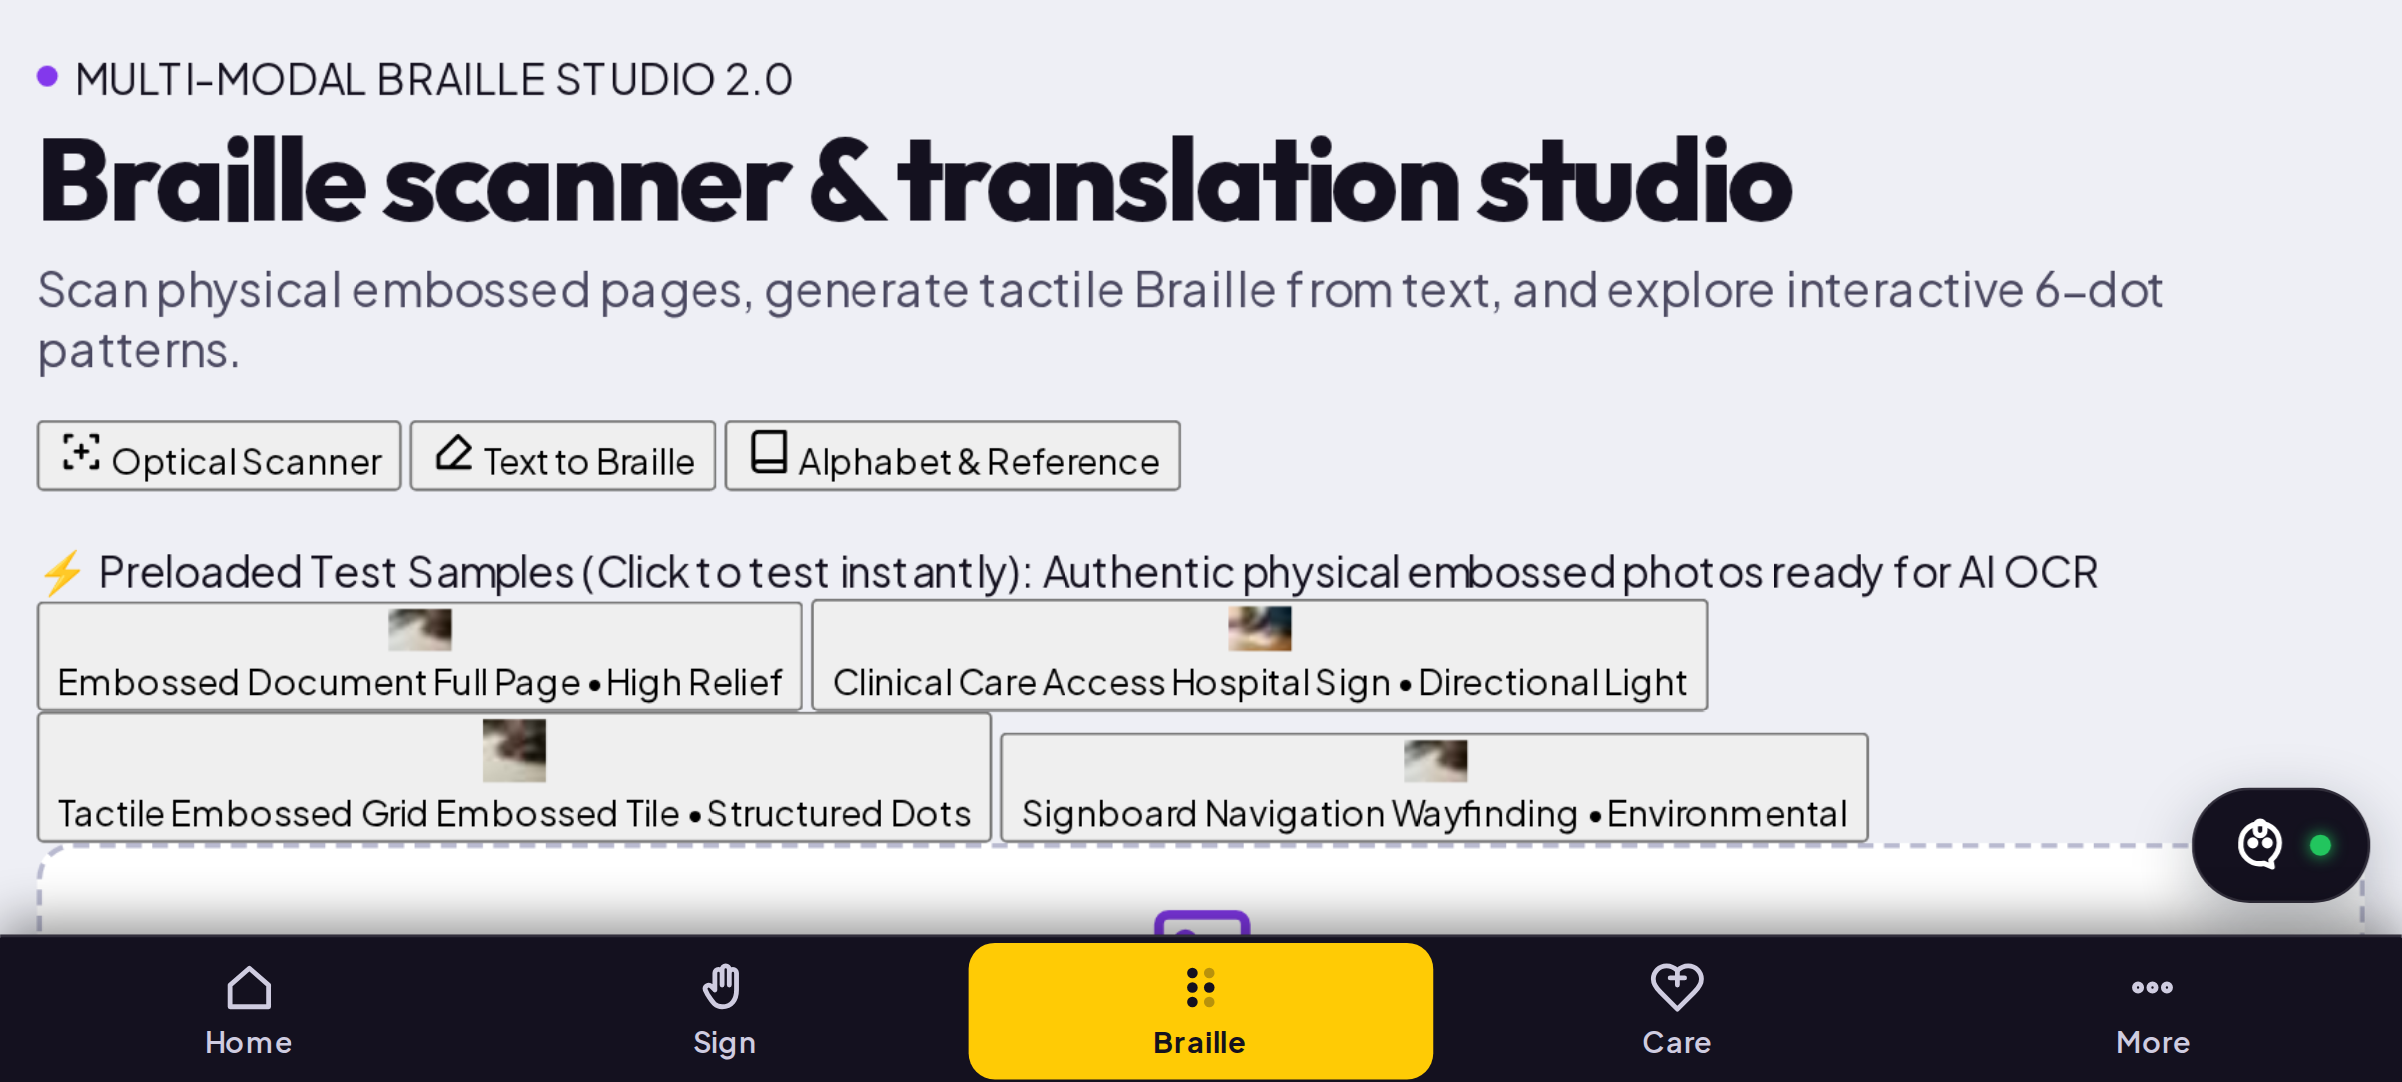 MULTI-MODAL BRAILLE STUDIO 2.0
Braille scanner & translation studio
Scan physical embossed pages, generate tactile Braille from text, and explore interactive 6-dot
patterns.
Optical Scanner
Text to Braille
Alphabet & Reference
⚡ Preloaded Test Samples (Click to test instantly): Authentic physical embossed photos ready for AI OCR
Embossed Document Full Page • High Relief
Clinical Care Access Hospital Sign • Directional Light
Tactile Embossed Grid Embossed Tile • Structured Dots
Signboard Navigation Wayfinding • Environmental
Home
Sign
Braille
Care
More